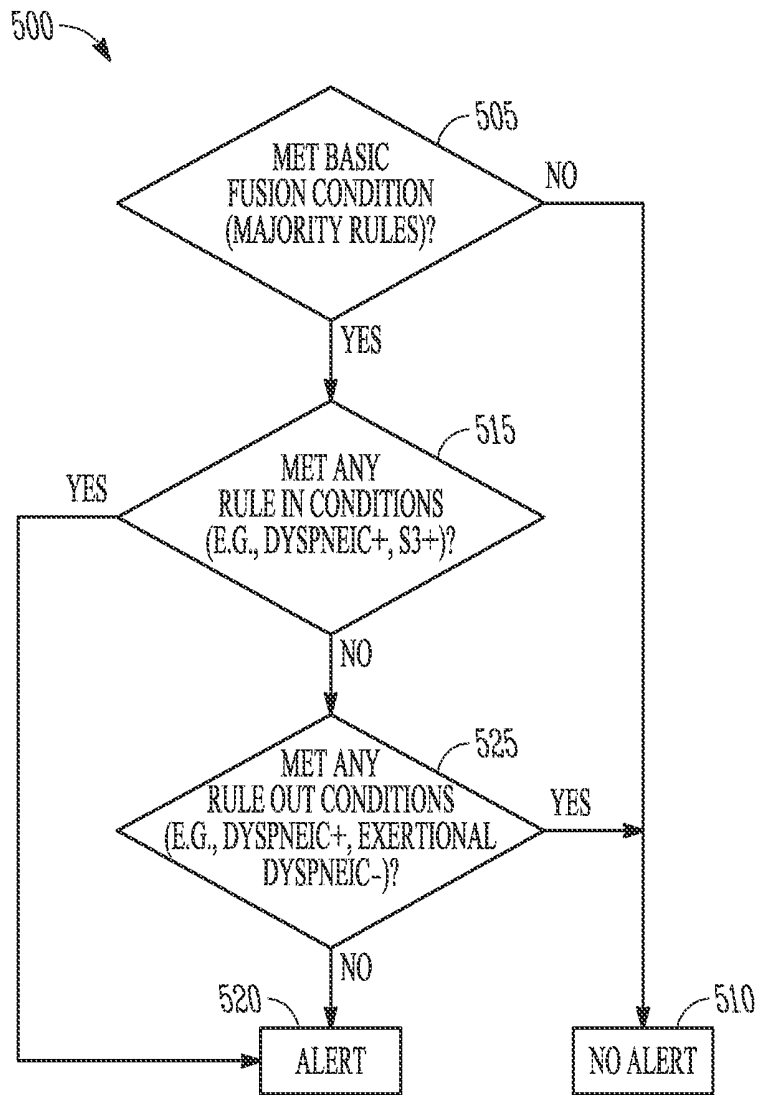 500
505
MET BASIC
FUSION CONDITION
(MAJORITY RULES)?
NO
YES
515
MET ANY
RULE IN CONDITIONS
(E.G., DYSPNEIC+, S3+)?
YES
NO
525
MET ANY
RULE OUT CONDITIONS
(E.G., DYSPNEIC+, EXERTIONAL
DYSPNEIC-)?
YES
NO
520
ALERT
510
NO ALERT